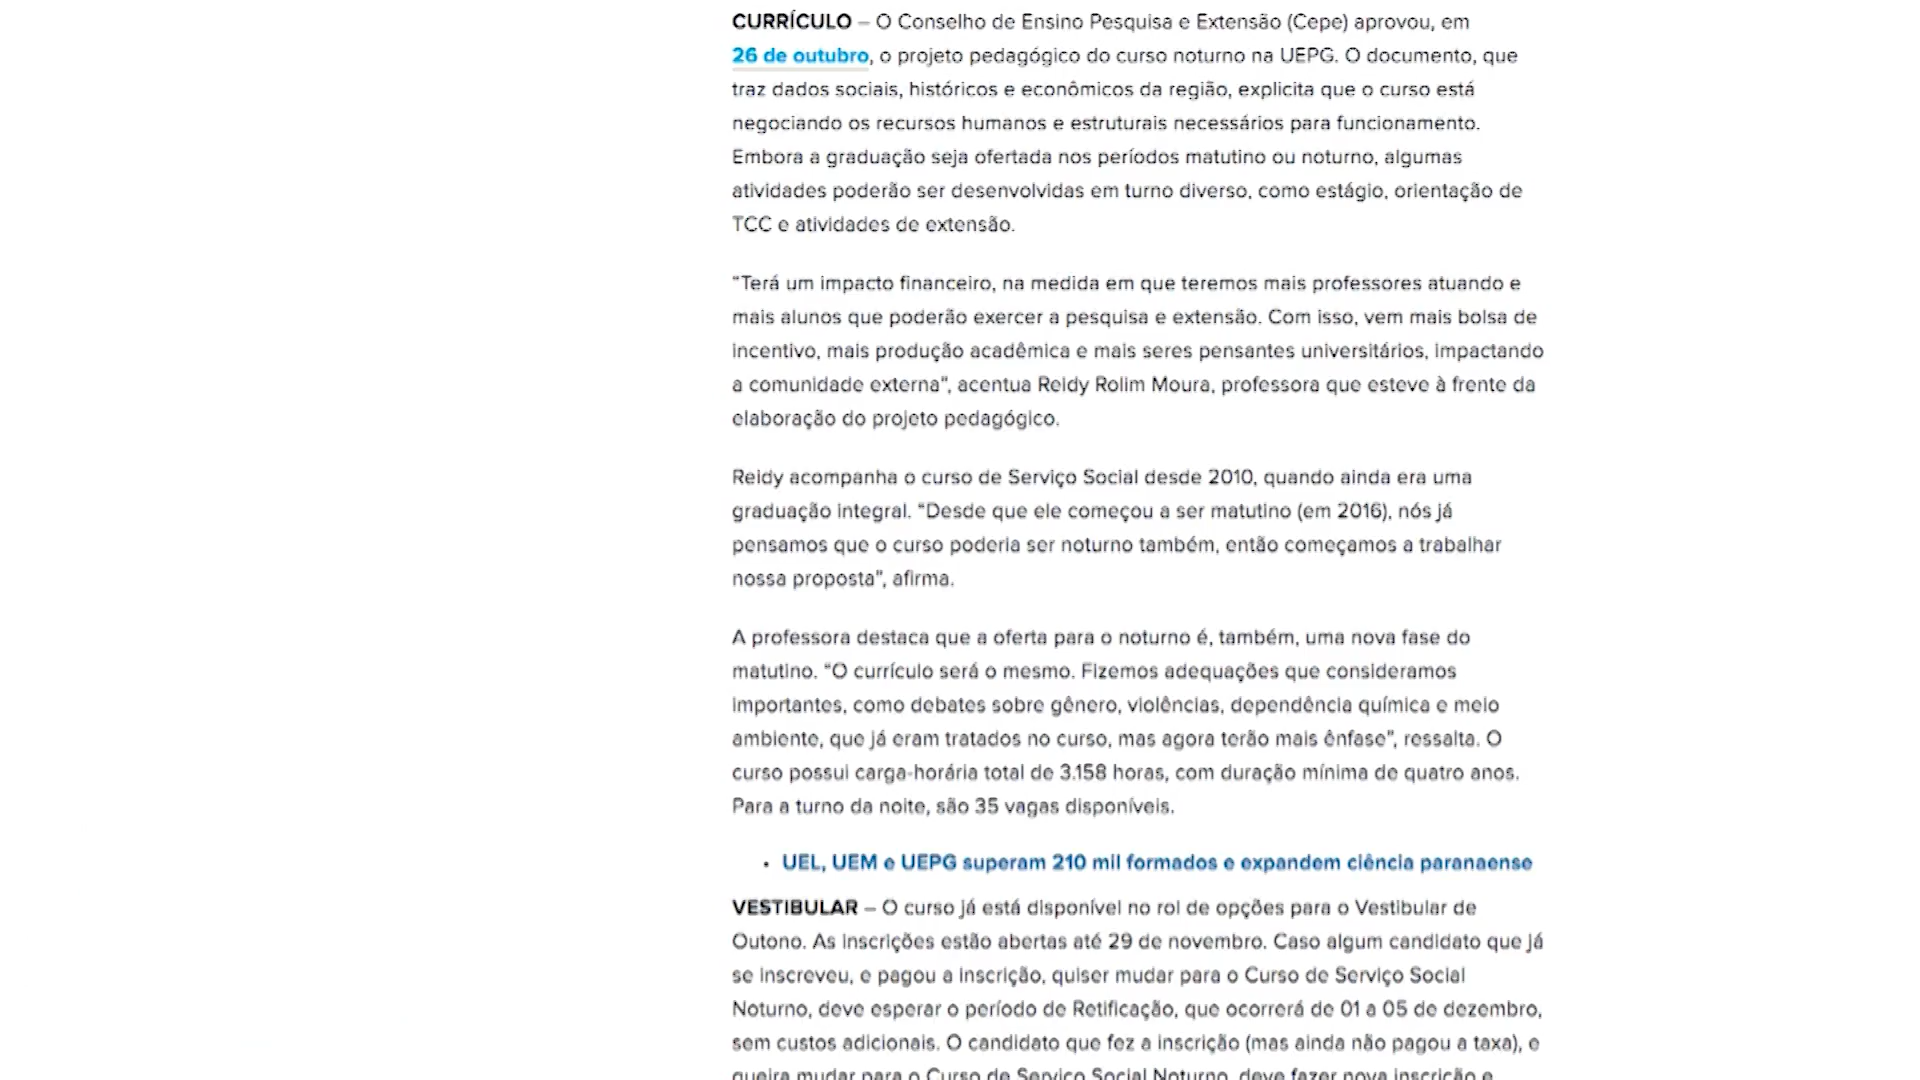 CURRÍCULO – O Conselho de Ensino Pesquisa e Extensão (Cepe) aprovou, em
26 de outubro, o projeto pedagógico do curso noturno na UEPG. O documento, que
traz dados sociais, históricos e econômicos da região, explicita que o curso está
negociando os recursos humanos e estruturais necessários para funcionamento.
Embora a graduação seja ofertada nos períodos matutino ou noturno, algumas
atividades poderão ser desenvolvidas em turno diverso, como estágio, orientação de
TCC e atividades de extensão.
“Terá um impacto financeiro, na medida em que teremos mais professores atuando e
mais alunos que poderão exercer a pesquisa e extensão. Com isso, vem mais bolsa de
incentivo, mais produção acadêmica e mais seres pensantes universitários, impactando
a comunidade externa”, acentua Reidy Rolim Moura, professora que esteve à frente da
elaboração do projeto pedagógico.
Reidy acompanha o curso de Serviço Social desde 2010, quando ainda era uma
graduação integral. “Desde que ele começou a ser matutino (em 2016), nós já
pensamos que o curso poderia ser noturno também, então começamos a trabalhar
nossa proposta”, afirma.
A professora destaca que a oferta para o noturno é, também, uma nova fase do
matutino. “O currículo será o mesmo. Fizemos adequações que consideramos
importantes, como debates sobre gênero, violências, dependência química e meio
ambiente, que já eram tratados no curso, mas agora terão mais ênfase”, ressalta. O
curso possui carga-horária total de 3.158 horas, com duração mínima de quatro anos.
Para a turno da noite, são 35 vagas disponíveis.
• UEL, UEM e UEPG superam 210 mil formados e expandem ciência paranaense
VESTIBULAR – O curso já está disponível no rol de opções para o Vestibular de
Outono. As inscrições estão abertas até 29 de novembro. Caso algum candidato que já
se inscreveu, e pagou a inscrição, quiser mudar para o Curso de Serviço Social
Noturno, deve esperar o período de Retificação, que ocorrerá de 01 a 05 de dezembro,
sem custos adicionais. O candidato que fez a inscrição (mas ainda não pagou a taxa), e
queira mudar para o Curso de Serviço Social Noturno, deve fazer nova inscrição e